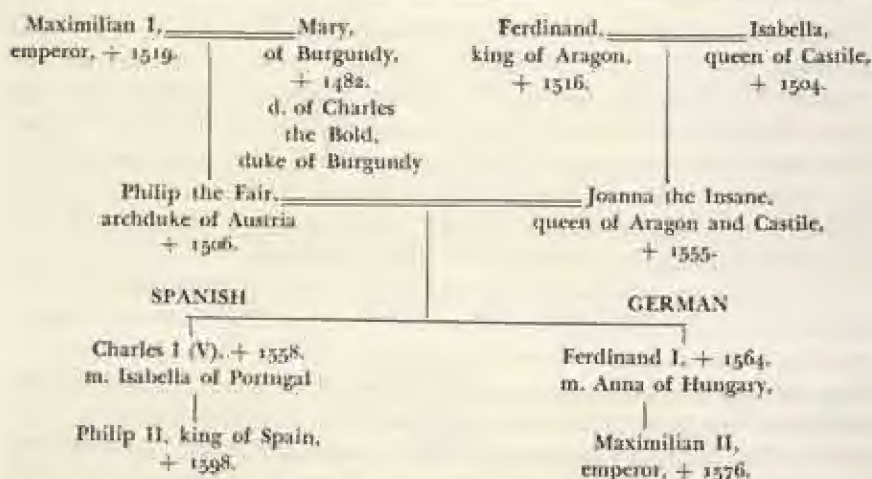 Maximilian I,
emperor, + 1519.
Mary,
of Burgundy,
+ 1482.
d. of Charles
the Bold,
duke of Burgundy
Ferdinand,
king of Aragon,
+ 1516.
Isabella,
queen of Castile,
+ 1504.
Philip the Fair,
archduke of Austria
+ 1506.
Joanna the Insane,
queen of Aragon and Castile,
+ 1555.
SPANISH
GERMAN
Charles I (V). + 1558.
m. Isabella of Portugal
Ferdinand I, + 1564.
m. Anna of Hungary,
Philip II, king of Spain,
+ 1598.
Maximilian II,
emperor, + 1576.